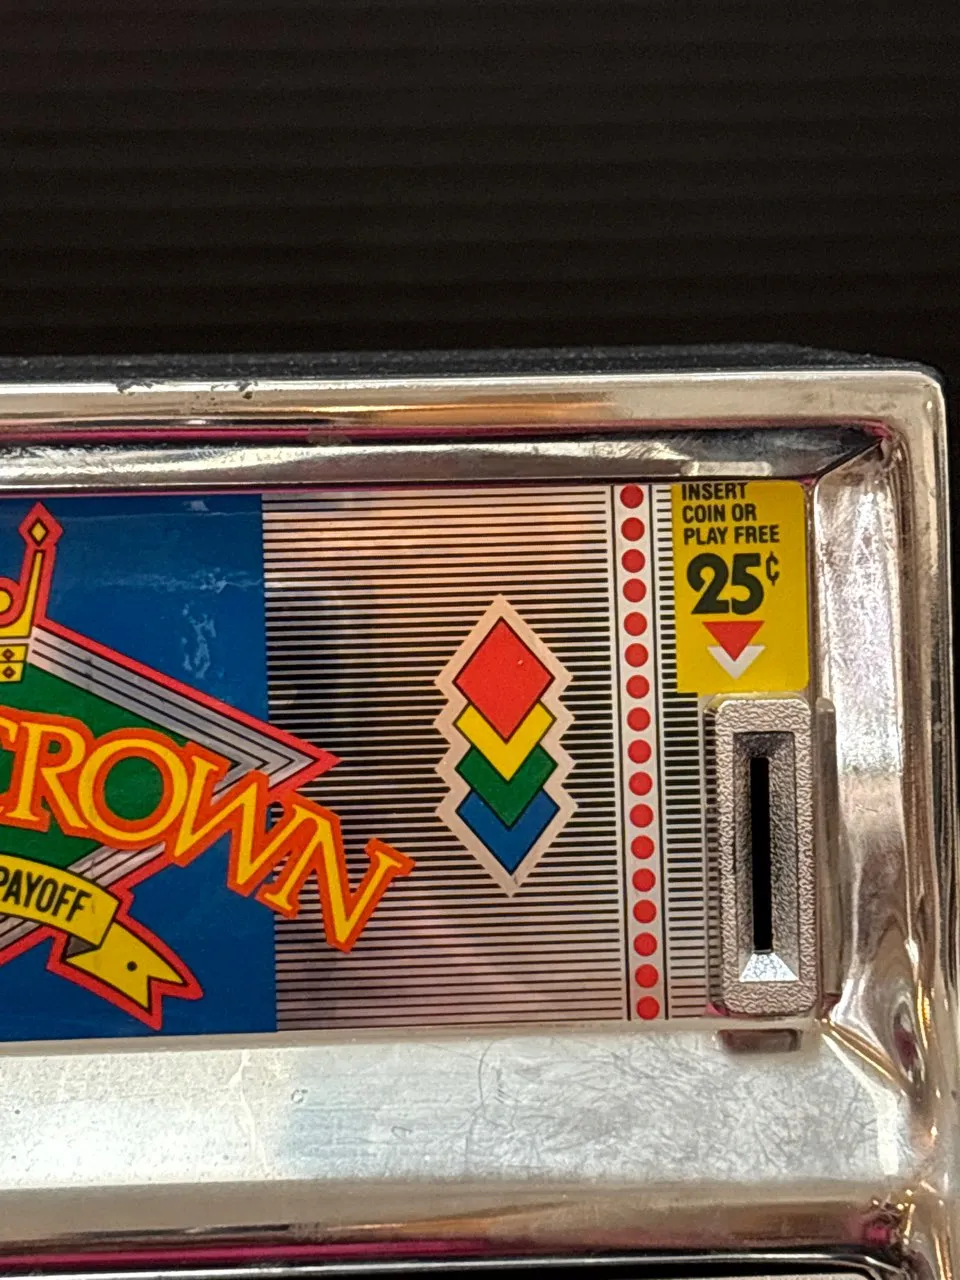 INSERT
COIN OR
PLAY FREE
25¢
CROWN
PAYOFF